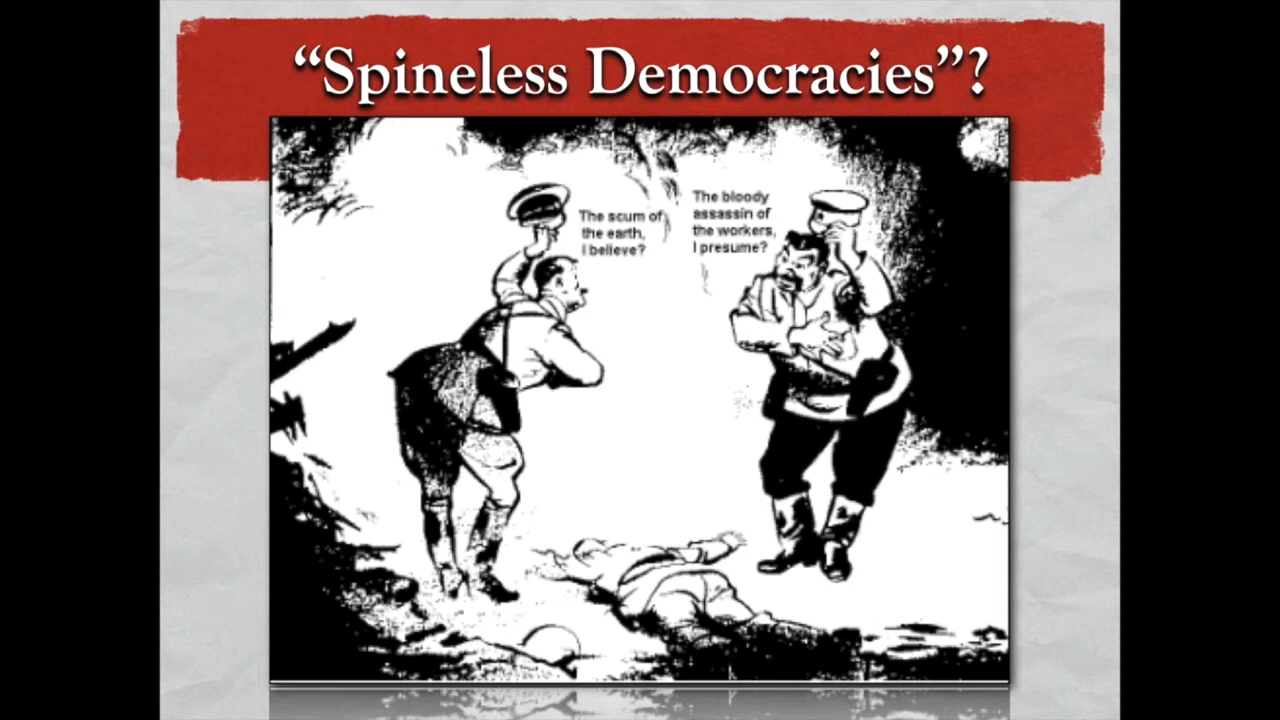 “Spineless Democracies”?
The scum of
the earth,
I believe?
The bloody
assassin of
the workers,
I presume?